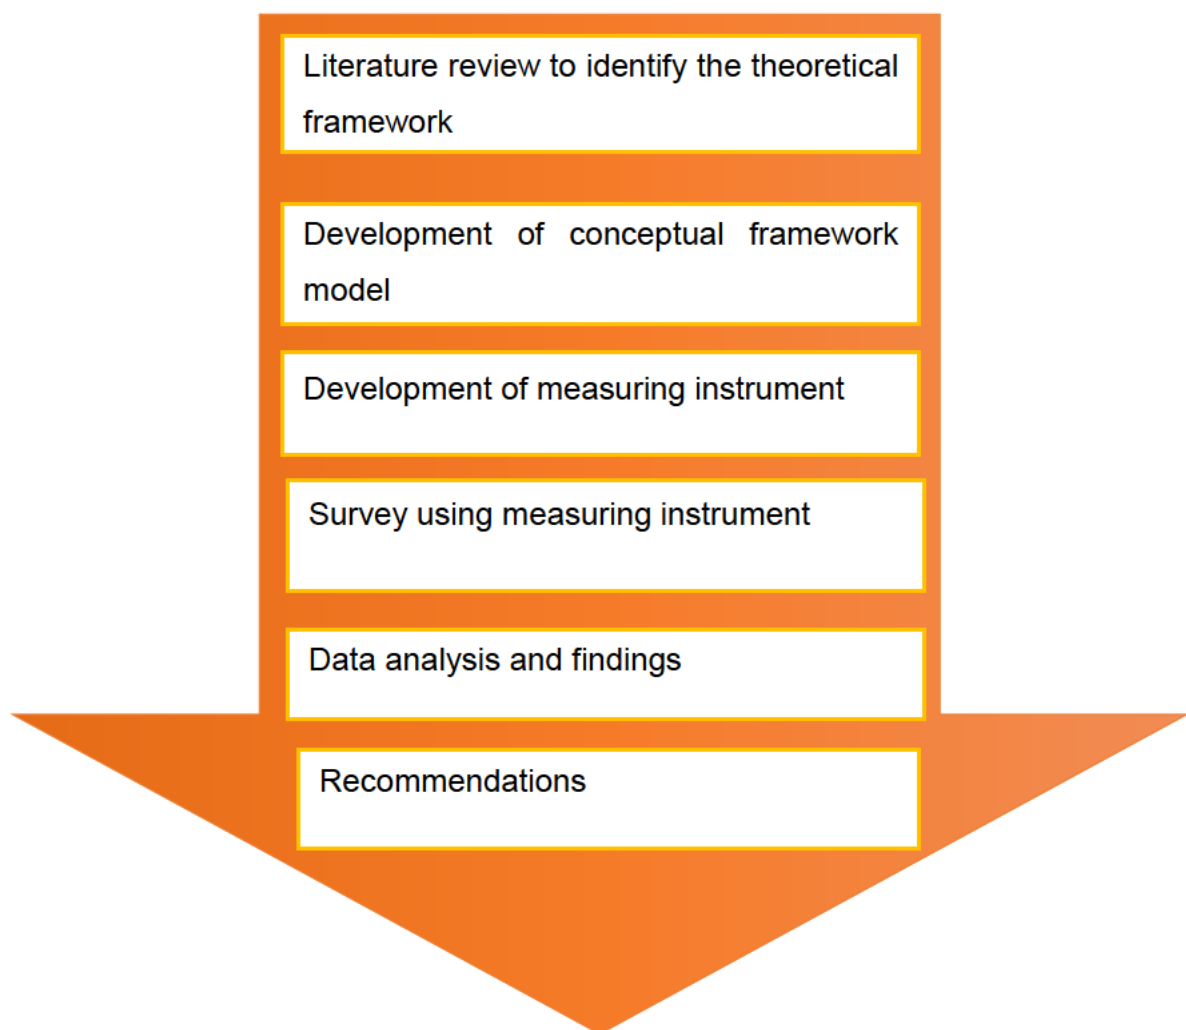 Literature review to identify the theoretical
framework
Development of conceptual framework
model
Development of measuring instrument
Survey using measuring instrument
Data analysis and findings
Recommendations